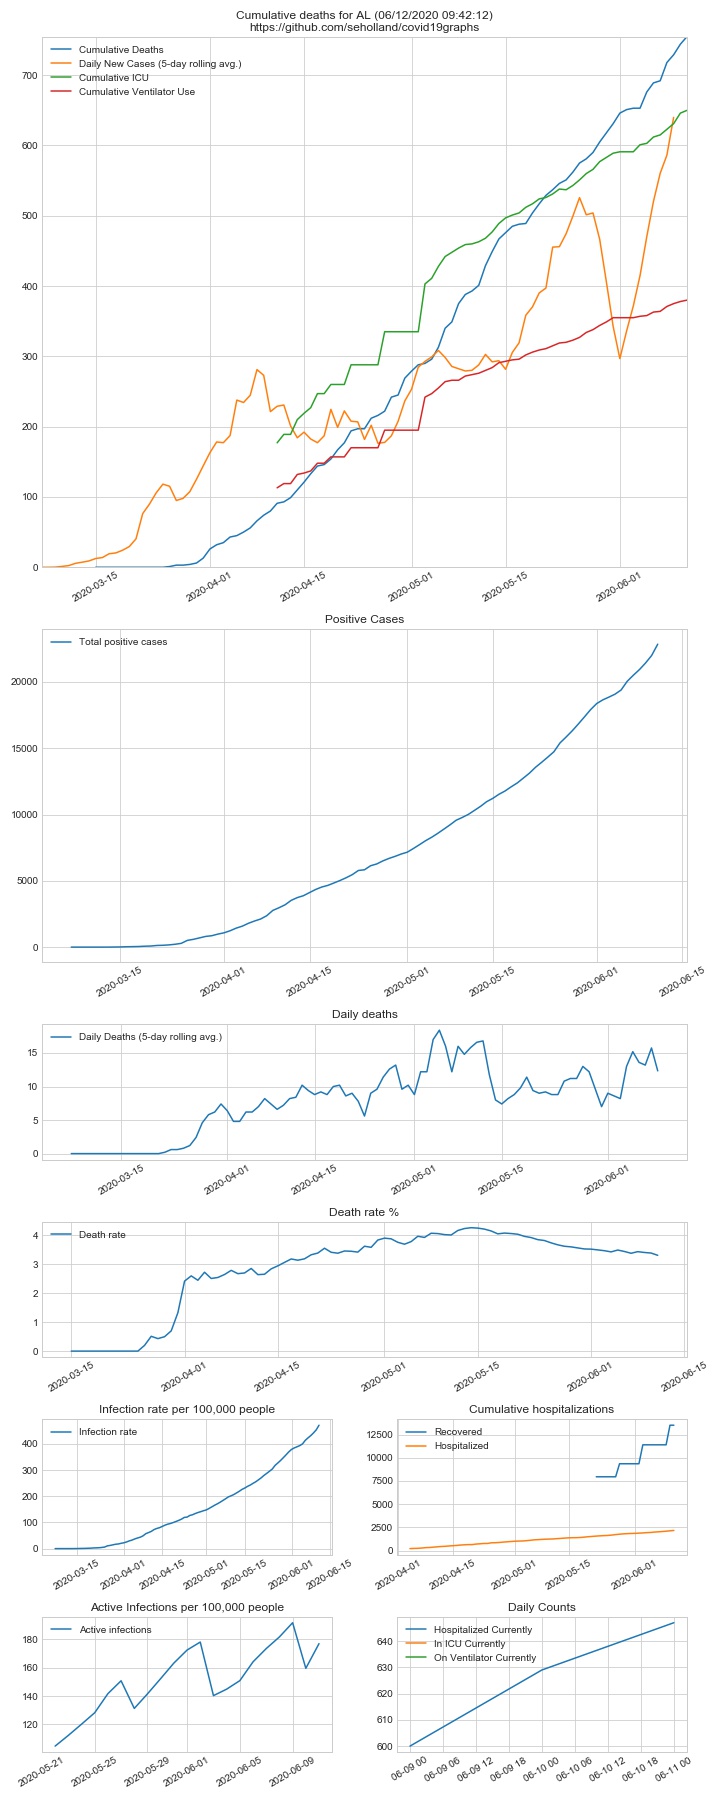 Cumulative deaths for AL (06/12/2020 09:42:12)
https://github.com/seholland/covid19graphs
Cumulative Deaths
Daily New Cases (5-day rolling avg.)
Cumulative ICU
Cumulative Ventilator Use
700
600
500
400
300
200
100
0
2020-03-15 2020-04-01 2020-04-15 2020-05-01 2020-05-15 2020-06-01
Positive Cases
Total positive cases
20000
15000
10000
5000
0
2020-03-15 2020-04-01 2020-04-15 2020-05-01 2020-05-15 2020-06-01 2020-06-15
Daily deaths
Daily Deaths (5-day rolling avg.)
15
10
5
0
2020-03-15 2020-04-01 2020-04-15 2020-05-01 2020-05-15 2020-06-01
Death rate %
Death rate
4
3
2
1
0
2020-03-15 2020-04-01 2020-04-15 2020-05-01 2020-05-15 2020-06-01 2020-06-15
Infection rate per 100,000 people
Infection rate
400
300
200
100
0
2020-03-15 2020-04-01 2020-04-15 2020-05-01 2020-05-15 2020-06-01 2020-06-15
Cumulative hospitalizations
Recovered
Hospitalized
12500
10000
7500
5000
2500
0
2020-04-01 2020-04-15 2020-05-01 2020-05-15 2020-06-01
Active Infections per 100,000 people
Active infections
180
160
140
120
2020-05-21 2020-05-25 2020-05-29 2020-06-01 2020-06-05 2020-06-09
Daily Counts
Hospitalized Currently
In ICU Currently
On Ventilator Currently
640
630
620
610
600
06-09 00 06-09 06 06-09 12 06-09 18 06-10 00 06-10 06 06-10 12 06-10 18 06-11 00